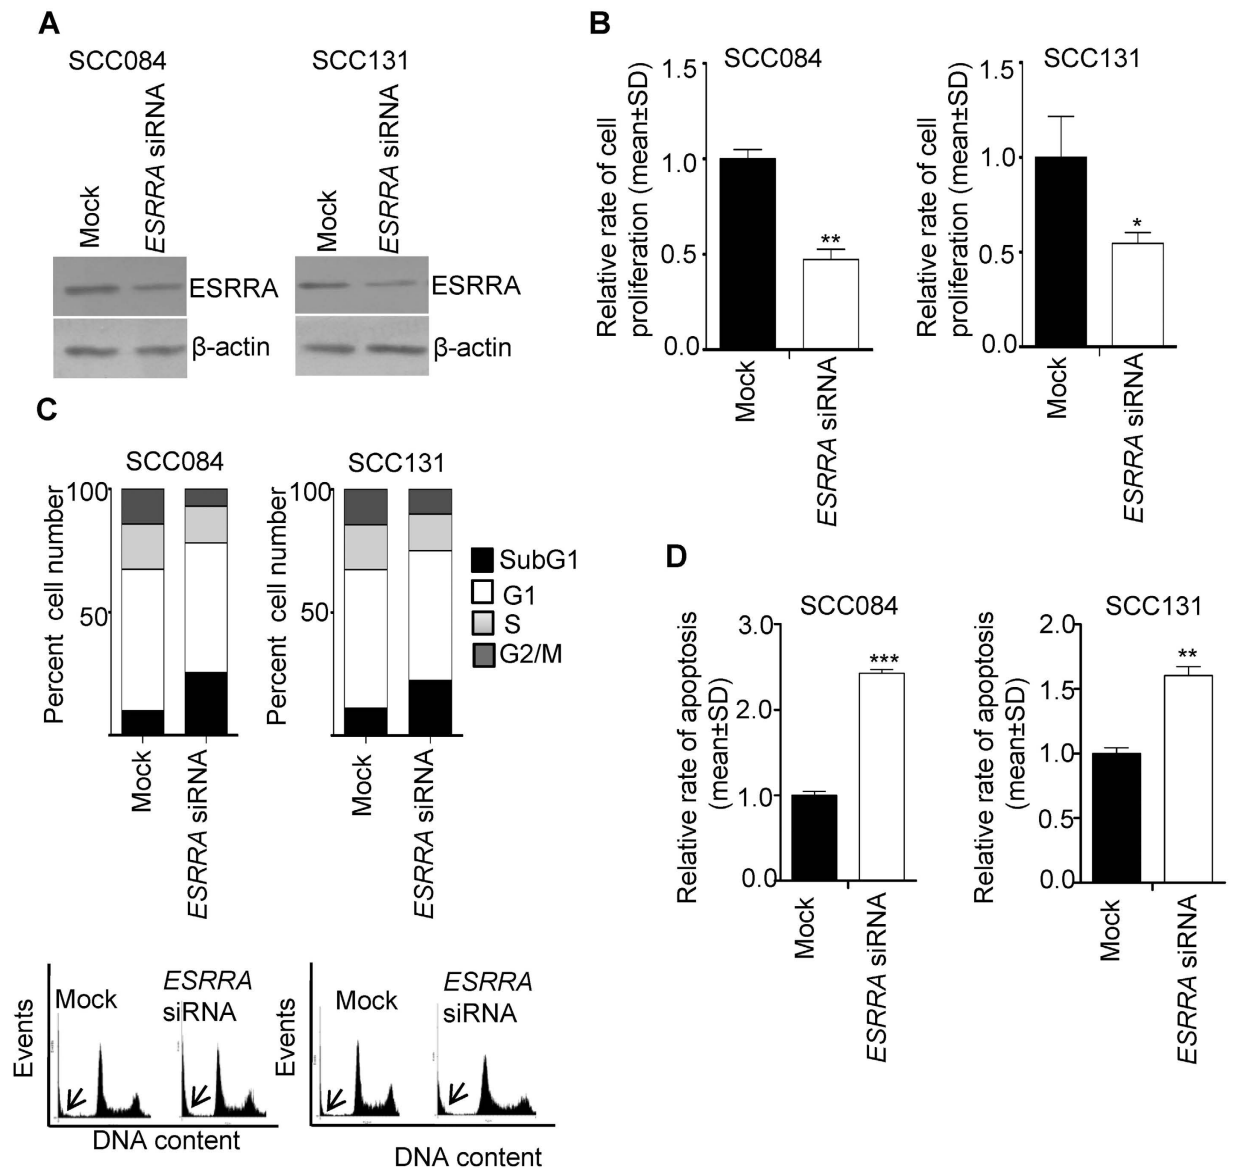 A
SCC084
SCC131
Mock
ESRRA siRNA
Mock
ESRRA siRNA
ESRRA
ESRRA
β-actin
β-actin
B
SCC084
SCC131
Relative rate of cell
proliferation (mean±SD)
1.5
1.0
0.5
0.0
**
Mock
ESRRA siRNA
Relative rate of cell
proliferation (mean±SD)
1.5
1.0
0.5
0.0
*
Mock
ESRRA siRNA
C
SCC084
SCC131
Percent cell number
100
50
Mock
ESRRA siRNA
Percent cell number
100
50
Mock
ESRRA siRNA
SubG1
G1
S
G2/M
Events
Mock
ESRRA
siRNA
DNA content
Events
Mock
ESRRA
siRNA
DNA content
D
SCC084
SCC131
Relative rate of apoptosis
(mean±SD)
3.0
2.0
1.0
0.0
***
Mock
ESRRA siRNA
Relative rate of apoptosis
(mean±SD)
2.0
1.5
1.0
0.5
0.0
**
Mock
ESRRA siRNA